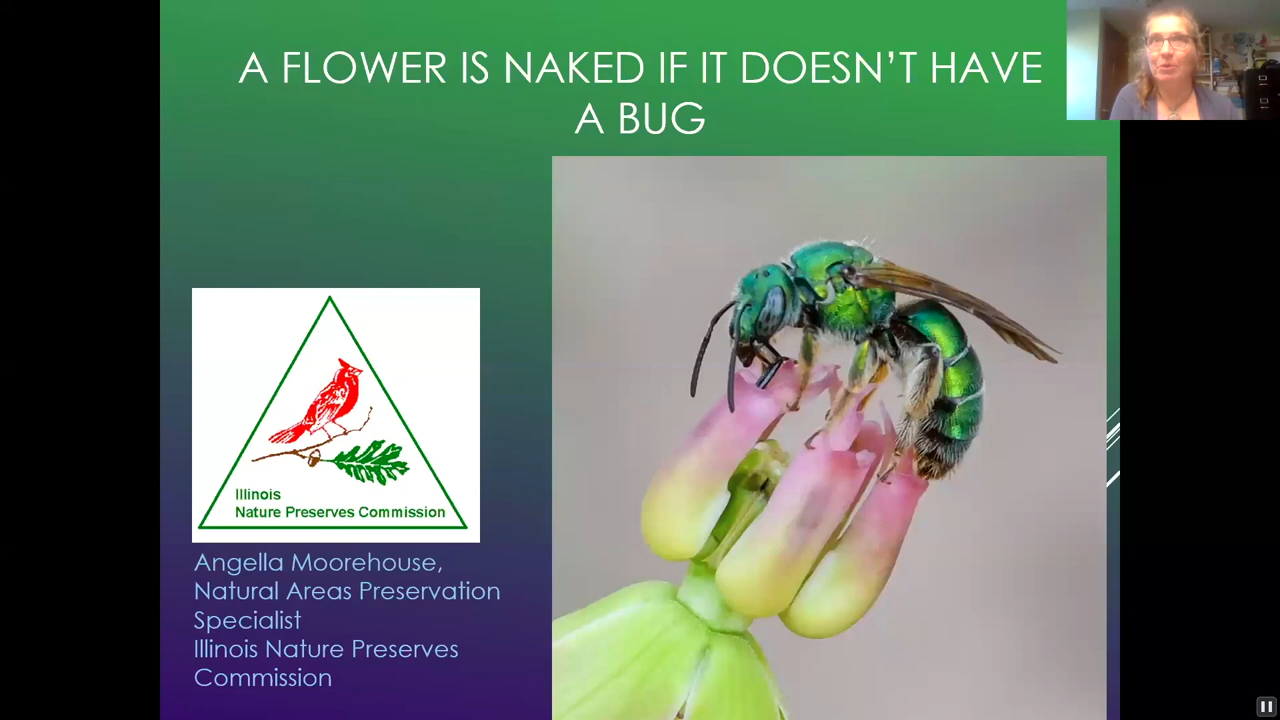 A FLOWER IS NAKED IF IT DOESN’T HAVE
A BUG
Illinois
Nature Preserves Commission
Angella Moorehouse,
Natural Areas Preservation
Specialist
Illinois Nature Preserves
Commission